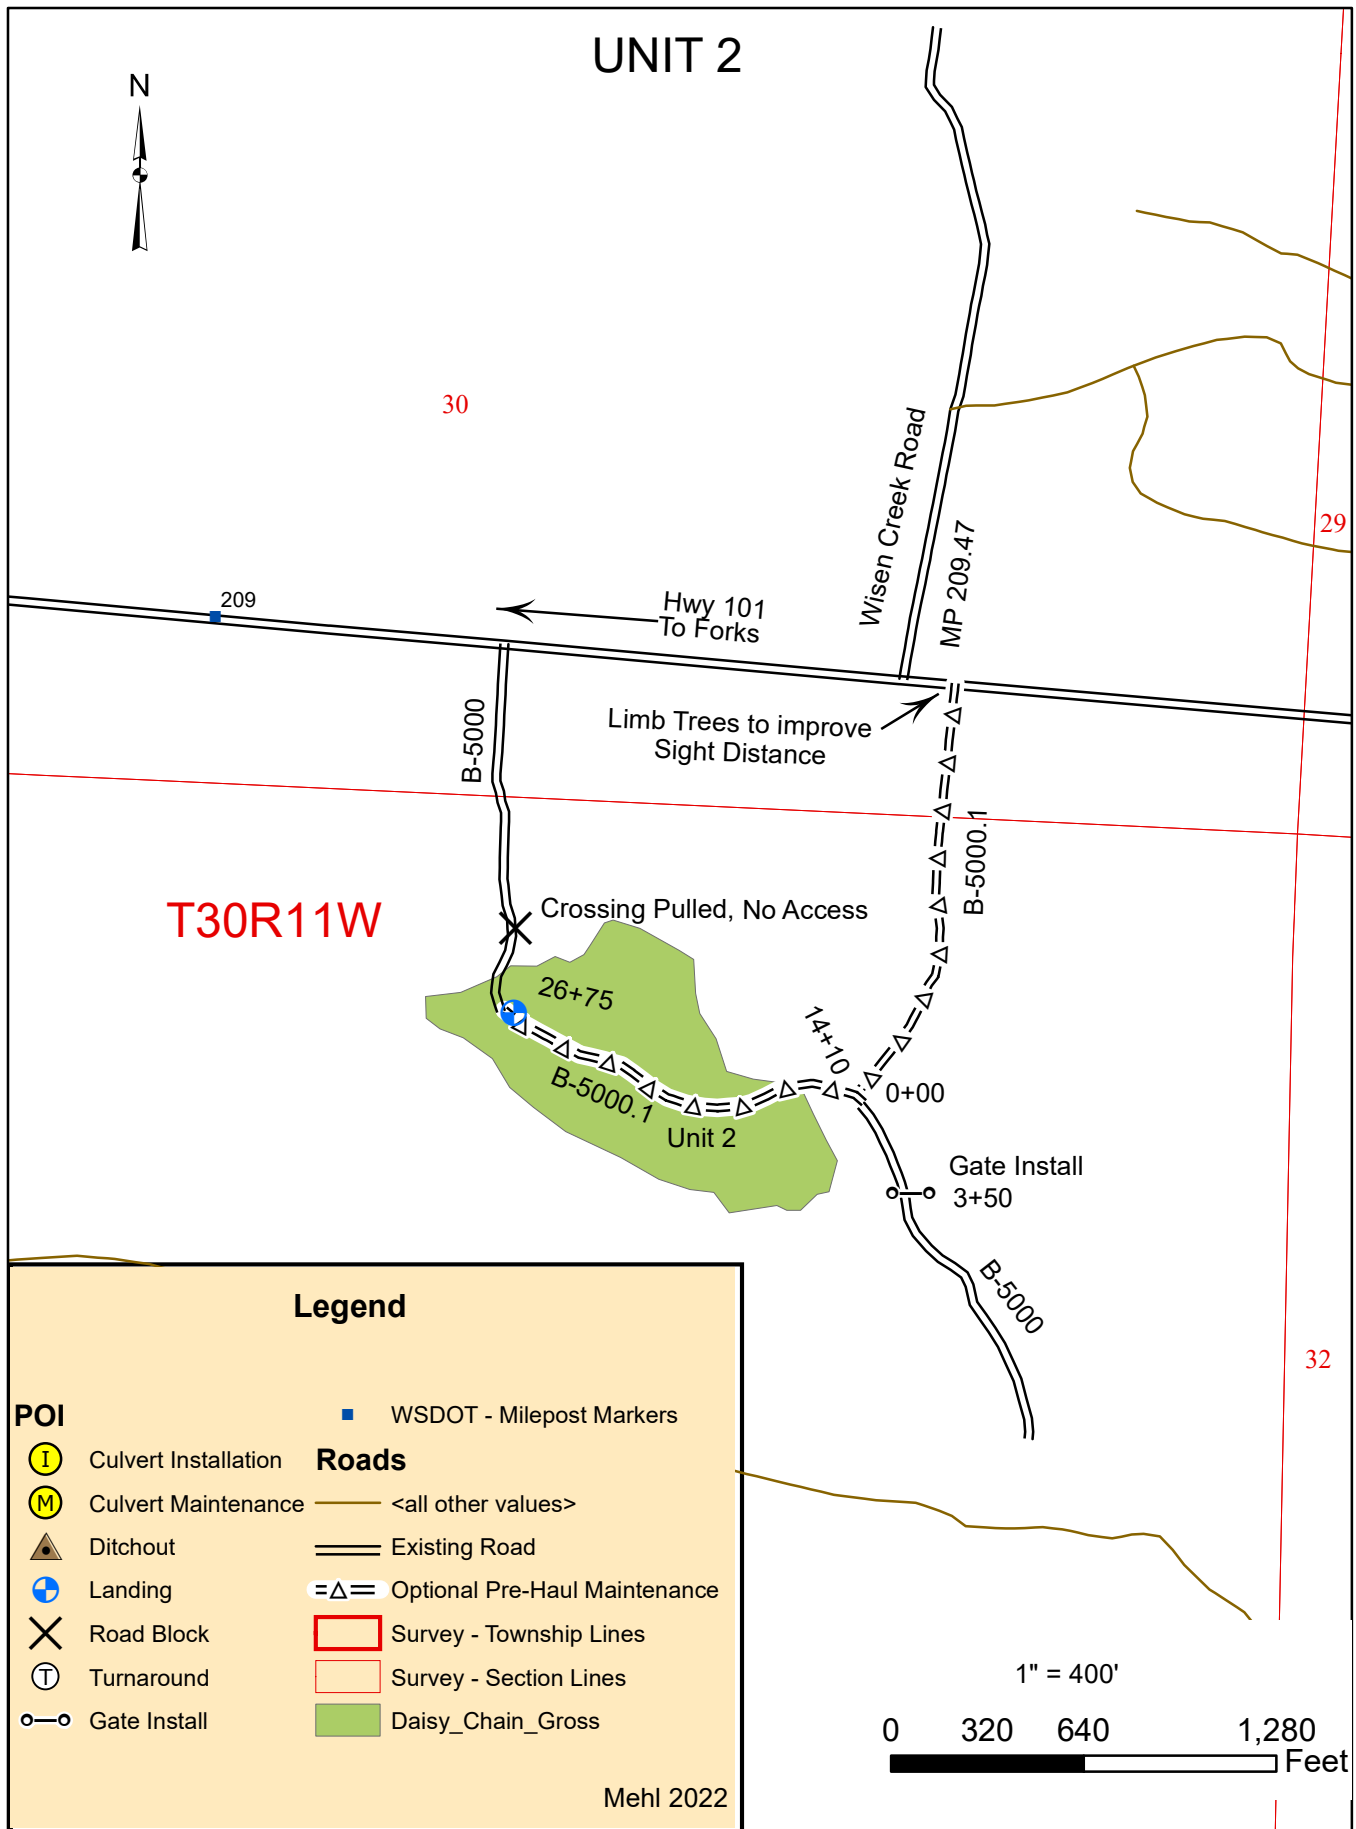 UNIT 2
N
30
29
Wisen Creek Road
MP 209.47
209
Hwy 101
To Forks
Limb Trees to improve
Sight Distance
B-5000
B-5000.1
T30R11W
Crossing Pulled, No Access
26+75
14+10
0+00
B-5000.1
Unit 2
Gate Install
3+50
B-5000
32
Legend
POI
WSDOT - Milepost Markers
I
Culvert Installation
Roads
M
Culvert Maintenance
<all other values>
Ditchout
Existing Road
Landing
Optional Pre-Haul Maintenance
Road Block
Survey - Township Lines
T
Turnaround
Survey - Section Lines
Gate Install
Daisy_Chain_Gross
Mehl 2022
1" = 400'
0 320 640 1,280
Feet